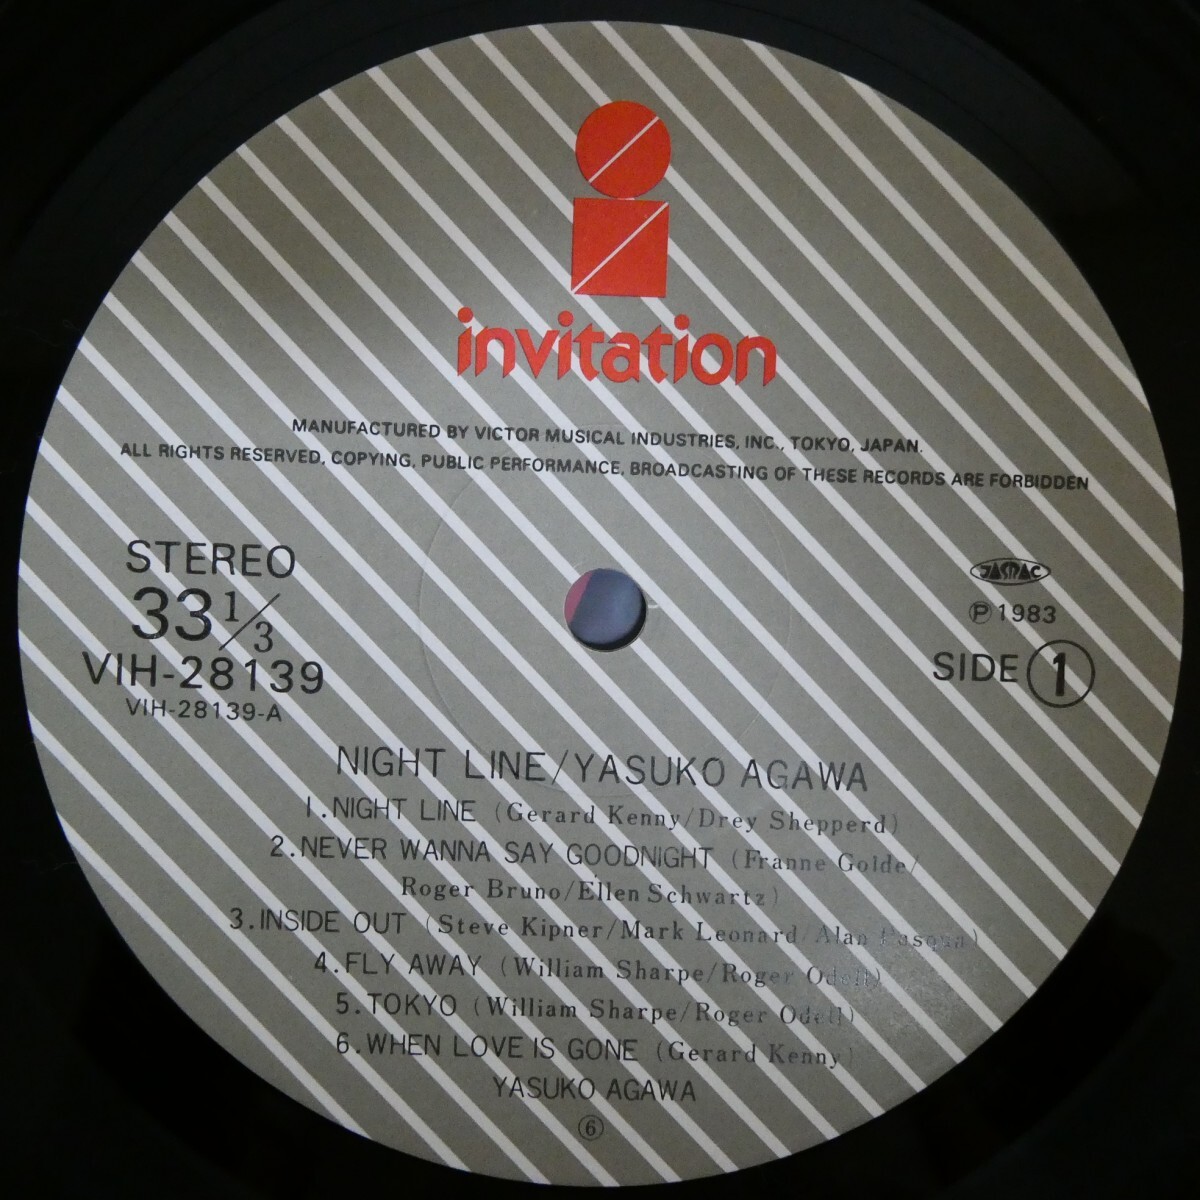 invitation
MANUFACTURED BY VICTOR MUSICAL INDUSTRIES, INC., TOKYO, JAPAN.
ALL RIGHTS RESERVED, COPYING, PUBLIC PERFORMANCE, BROADCASTING OF THESE RECORDS ARE FORBIDDEN
STEREO
33 1/3
VIH-28139
VIH-28139-A
JASRAC
Ⓟ1983
SIDE 1
NIGHT LINE/YASUKO AGAWA
1.NIGHT LINE (Gerard Kenny/Drey Shepperd)
2.NEVER WANNA SAY GOODNIGHT (Franne Golde/
Roger Bruno/Ellen Schwartz)
3.INSIDE OUT (Steve Kipner/Mark Leonard/Alan Pasqua)
4.FLY AWAY (William Sharpe/Roger Odell)
5.TOKYO (William Sharpe/Roger Odell)
6.WHEN LOVE IS GONE (Gerard Kenny)
YASUKO AGAWA
⑥